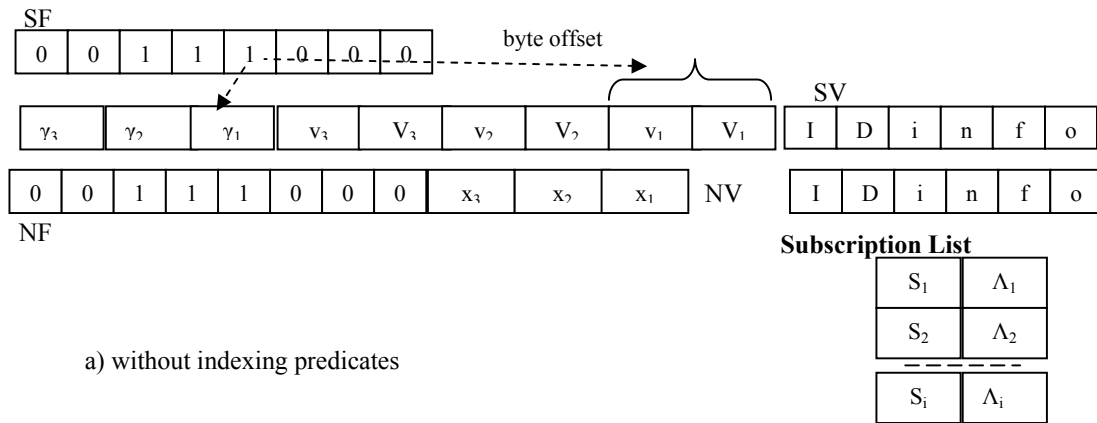 SF
0 0 1 1 1 0 0 0
byte offset
SV
γ₃ γ₂ γ₁ v₃ V₃ v₂ V₂ v₁ V₁ I D i n f o
0 0 1 1 1 0 0 0 x₃ x₂ x₁ NV I D i n f o
NF
Subscription List
S₁ Λ₁
S₂ Λ₂
a) without indexing predicates
Sᵢ Λᵢ